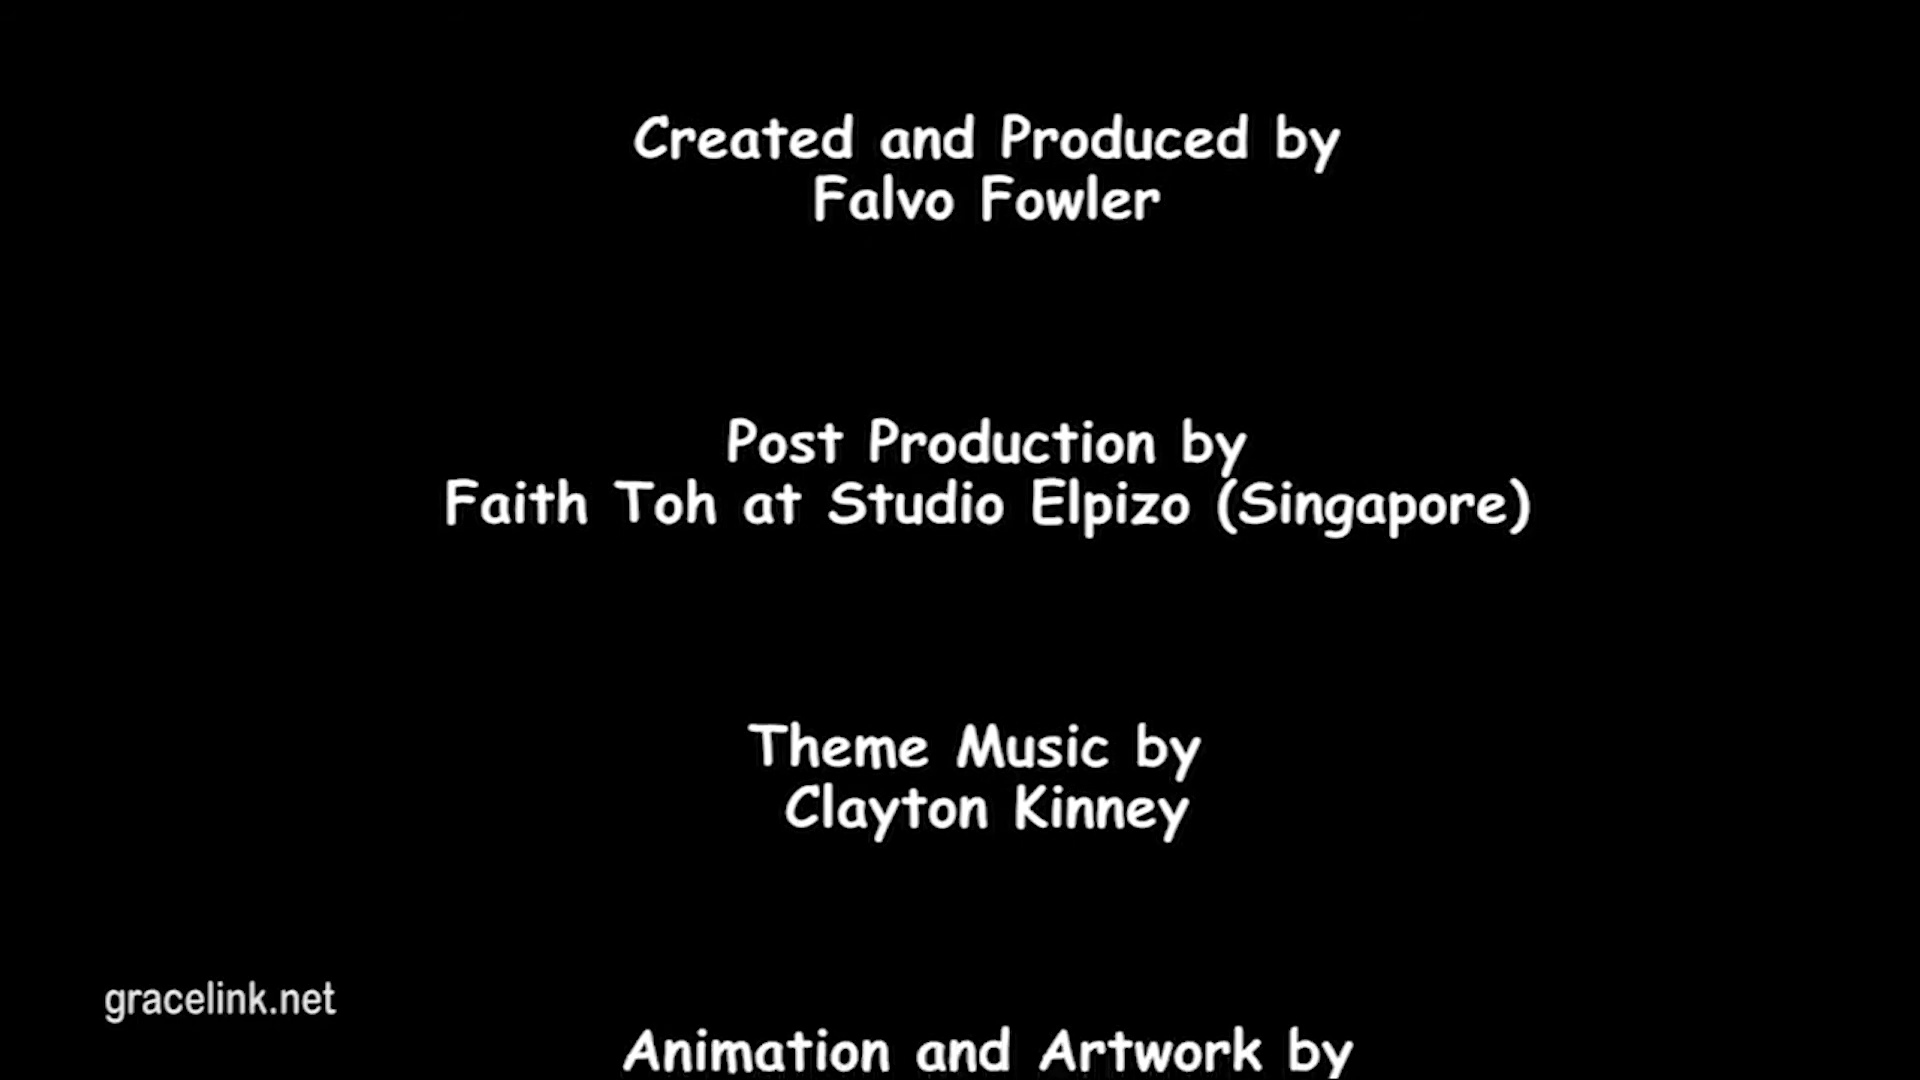 Created and Produced by
Falvo Fowler
Post Production by
Faith Toh at Studio Elpizo (Singapore)
Theme Music by
Clayton Kinney
gracelink.net
Animation and Artwork by